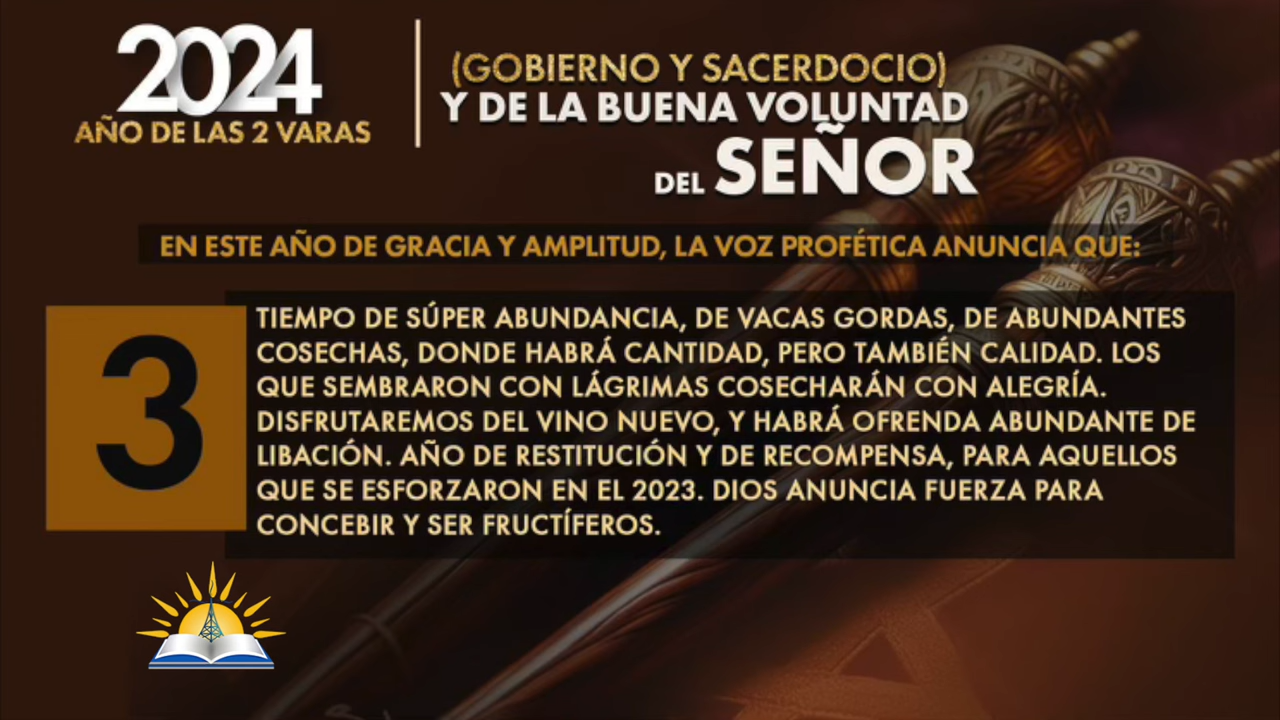 2024
AÑO DE LAS 2 VARAS
(GOBIERNO Y SACERDOCIO)
Y DE LA BUENA VOLUNTAD
DEL SEÑOR
EN ESTE AÑO DE GRACIA Y AMPLITUD, LA VOZ PROFÉTICA ANUNCIA QUE:
3
TIEMPO DE SÚPER ABUNDANCIA, DE VACAS GORDAS, DE ABUNDANTES
COSECHAS, DONDE HABRÁ CANTIDAD, PERO TAMBIÉN CALIDAD. LOS
QUE SEMBRARON CON LÁGRIMAS COSECHARÁN CON ALEGRÍA.
DISFRUTAREMOS DEL VINO NUEVO, Y HABRÁ OFRENDA ABUNDANTE DE
LIBACIÓN. AÑO DE RESTITUCIÓN Y DE RECOMPENSA, PARA AQUELLOS
QUE SE ESFORZARON EN EL 2023. DIOS ANUNCIA FUERZA PARA
CONCEBIR Y SER FRUCTÍFEROS.